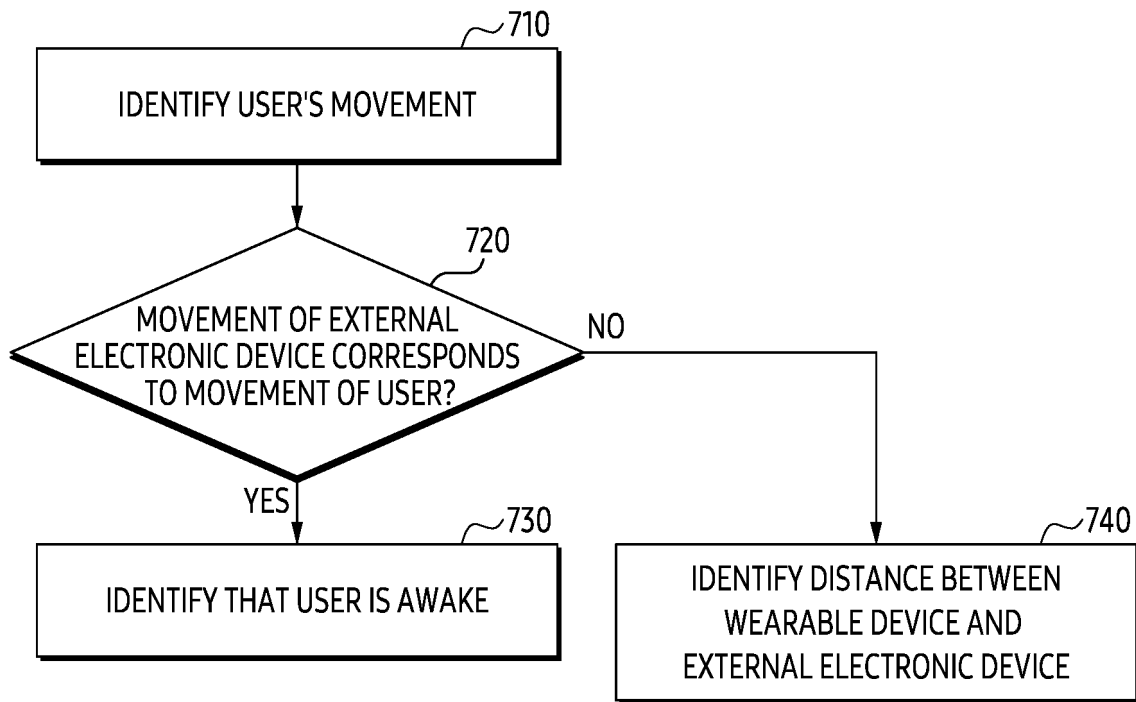 710
IDENTIFY USER'S MOVEMENT
720
MOVEMENT OF EXTERNAL
ELECTRONIC DEVICE CORRESPONDS
TO MOVEMENT OF USER?
NO
YES
730
IDENTIFY THAT USER IS AWAKE
740
IDENTIFY DISTANCE BETWEEN
WEARABLE DEVICE AND
EXTERNAL ELECTRONIC DEVICE